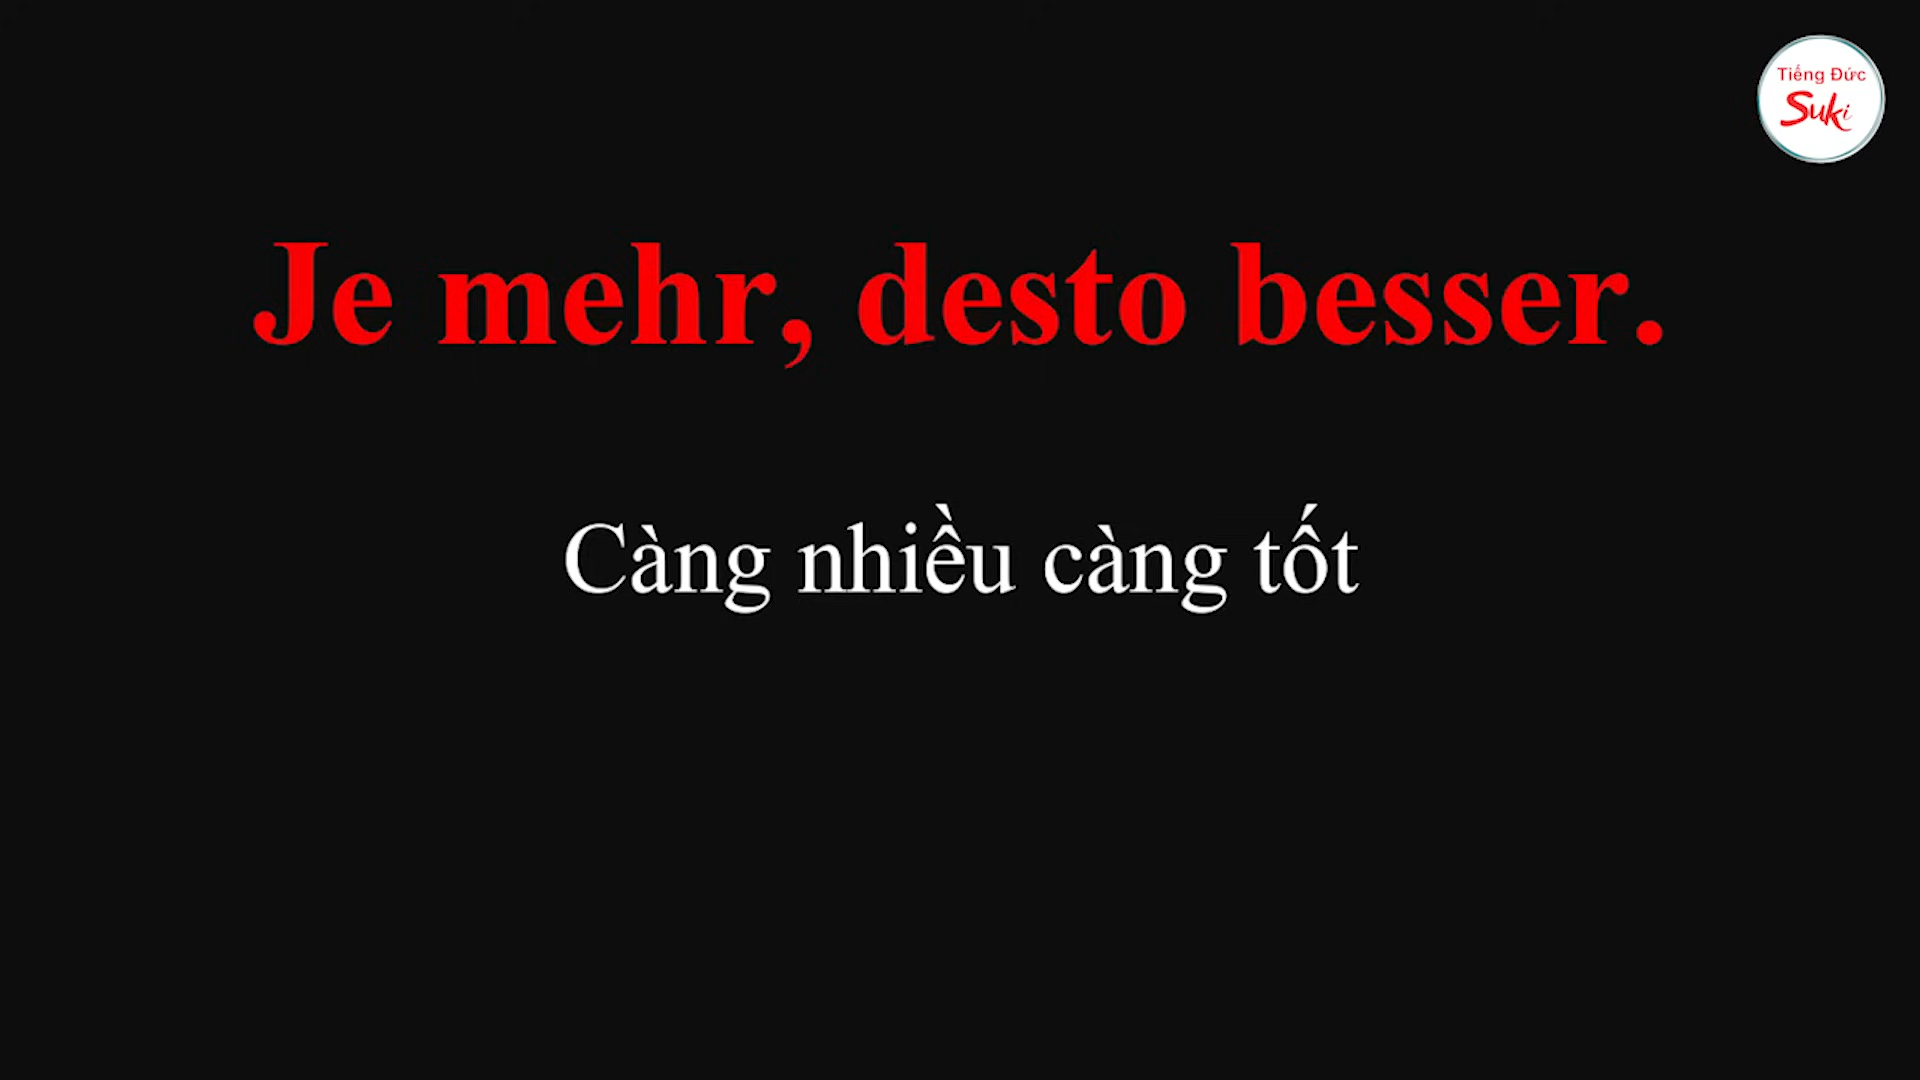 Tiếng Đức
Suki
Je mehr, desto besser.
Càng nhiều càng tốt